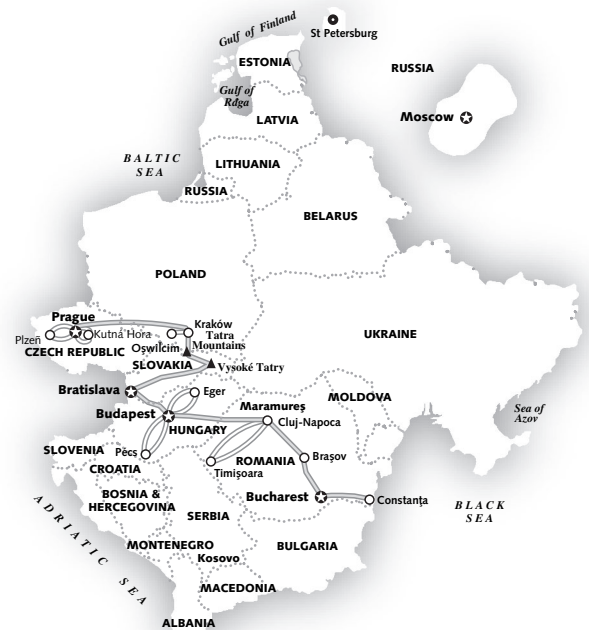 Gulf of Finland
St Petersburg
ESTONIA
RUSSIA
Gulf of
Rdga
Moscow
LATVIA
BALTIC
SEA
LITHUANIA
RUSSIA
BELARUS
POLAND
Prague
Kraków
Plzeň
Kutná Hora
Tatra
Mountains
Oşwilcim
UKRAINE
CZECH REPUBLIC
SLOVAKIA
Vysoké Tatry
Bratislava
Eger
MOLDOVA
Budapest
Maramureş
Sea of
Azov
HUNGARY
Cluj-Napoca
SLOVENIA
Pécs
CROATIA
ROMANIA
Braşov
Timişoara
BOSNIA &
HERCEGOVINA
Bucharest
Constanţa
ADRIATIC SEA
SERBIA
BLACK
SEA
MONTENEGRO
Kosovo
BULGARIA
MACEDONIA
ALBANIA